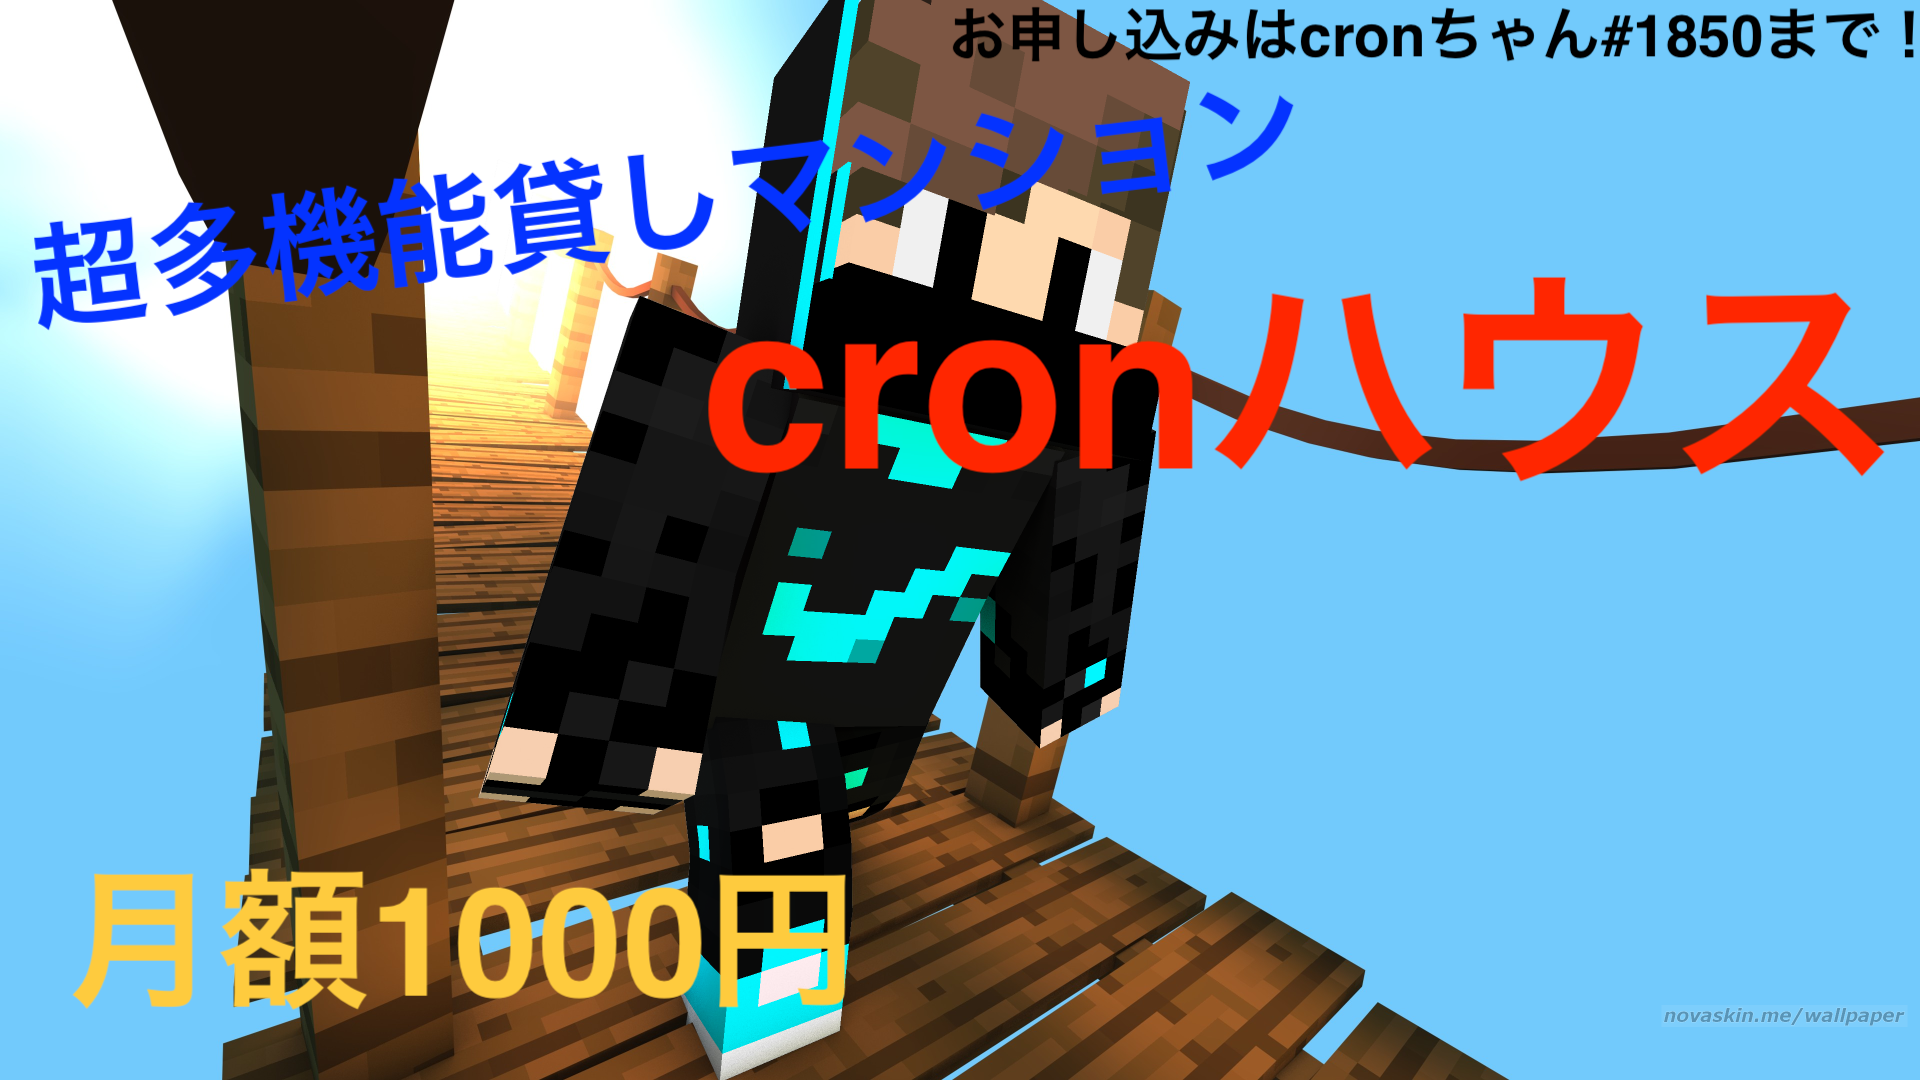 お申し込みはcronちゃん#1850まで！
超多機能貸しマンション
cronハウス
月額1000円
novaskin.me/wallpaper